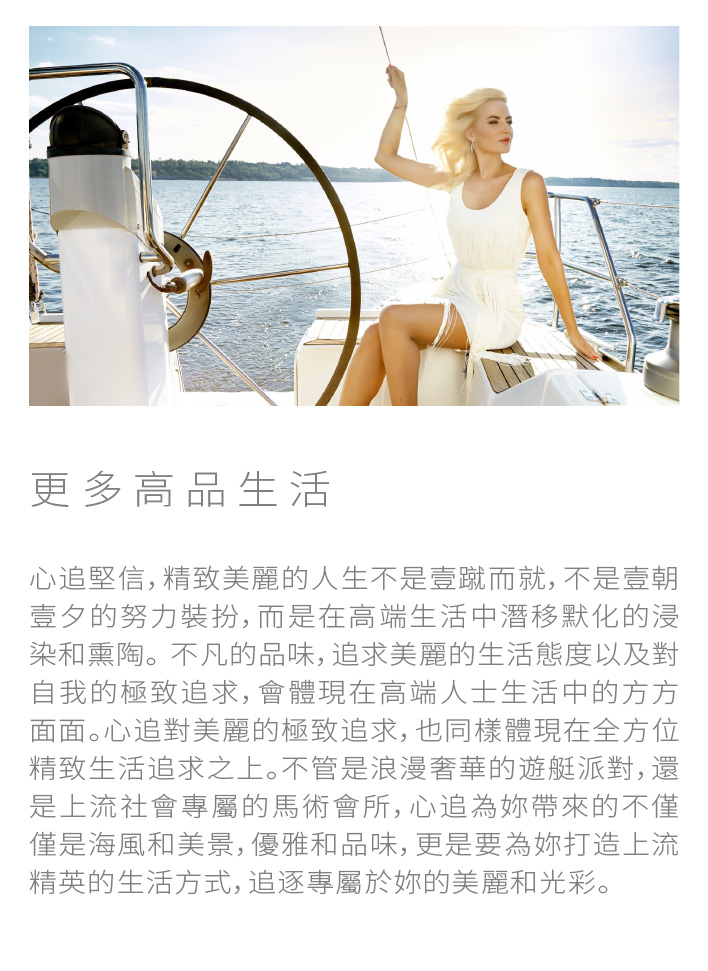 更多高品生活
心追堅信，精致美麗的人生不是壹蹴而就，不是壹朝
壹夕的努力裝扮，而是在高端生活中潛移默化的浸
染和熏陶。不凡的品味，追求美麗的生活態度以及對
自我的極致追求，會體現在高端人士生活中的方方
面面。心追對美麗的極致追求，也同樣體現在全方位
精致生活追求之上。不管是浪漫奢華的遊艇派對，還
是上流社會專屬的馬術會所，心追為妳帶來的不僅
僅是海風和美景，優雅和品味，更是要為妳打造上流
精英的生活方式，追逐專屬於妳的美麗和光彩。